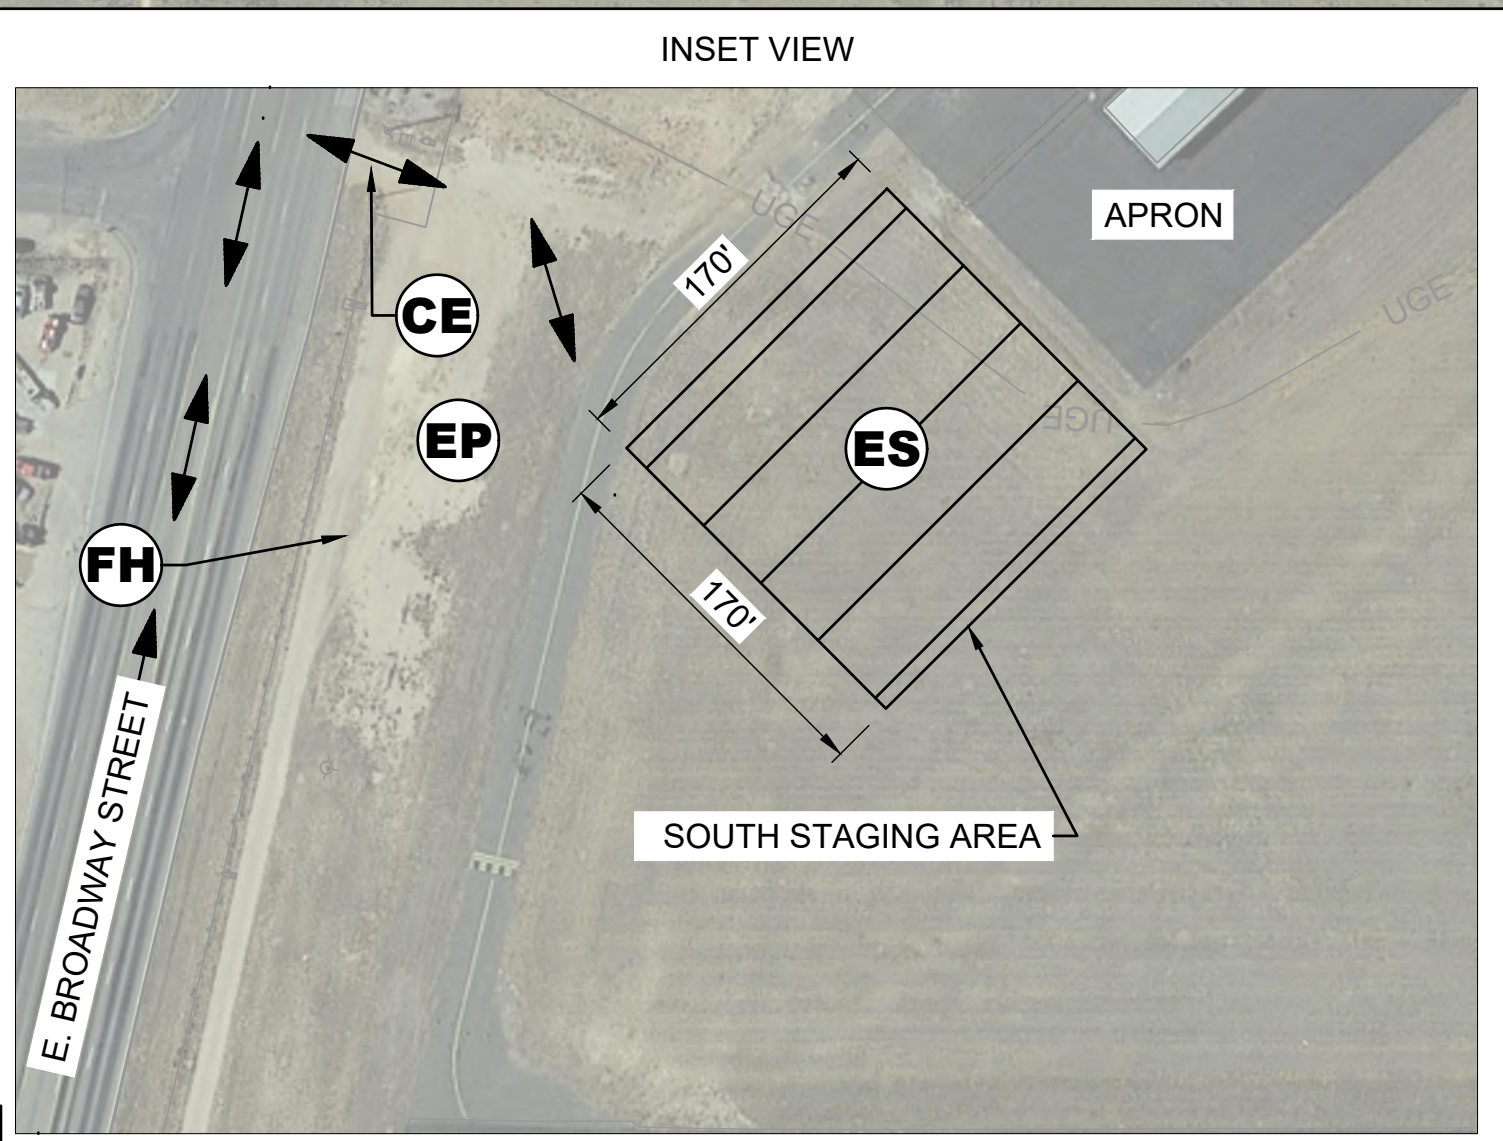 INSET VIEW
UGE
APRON
170'
CE
UGE
EP
UGE
ES
FH
170'
E. BROADWAY STREET
SOUTH STAGING AREA